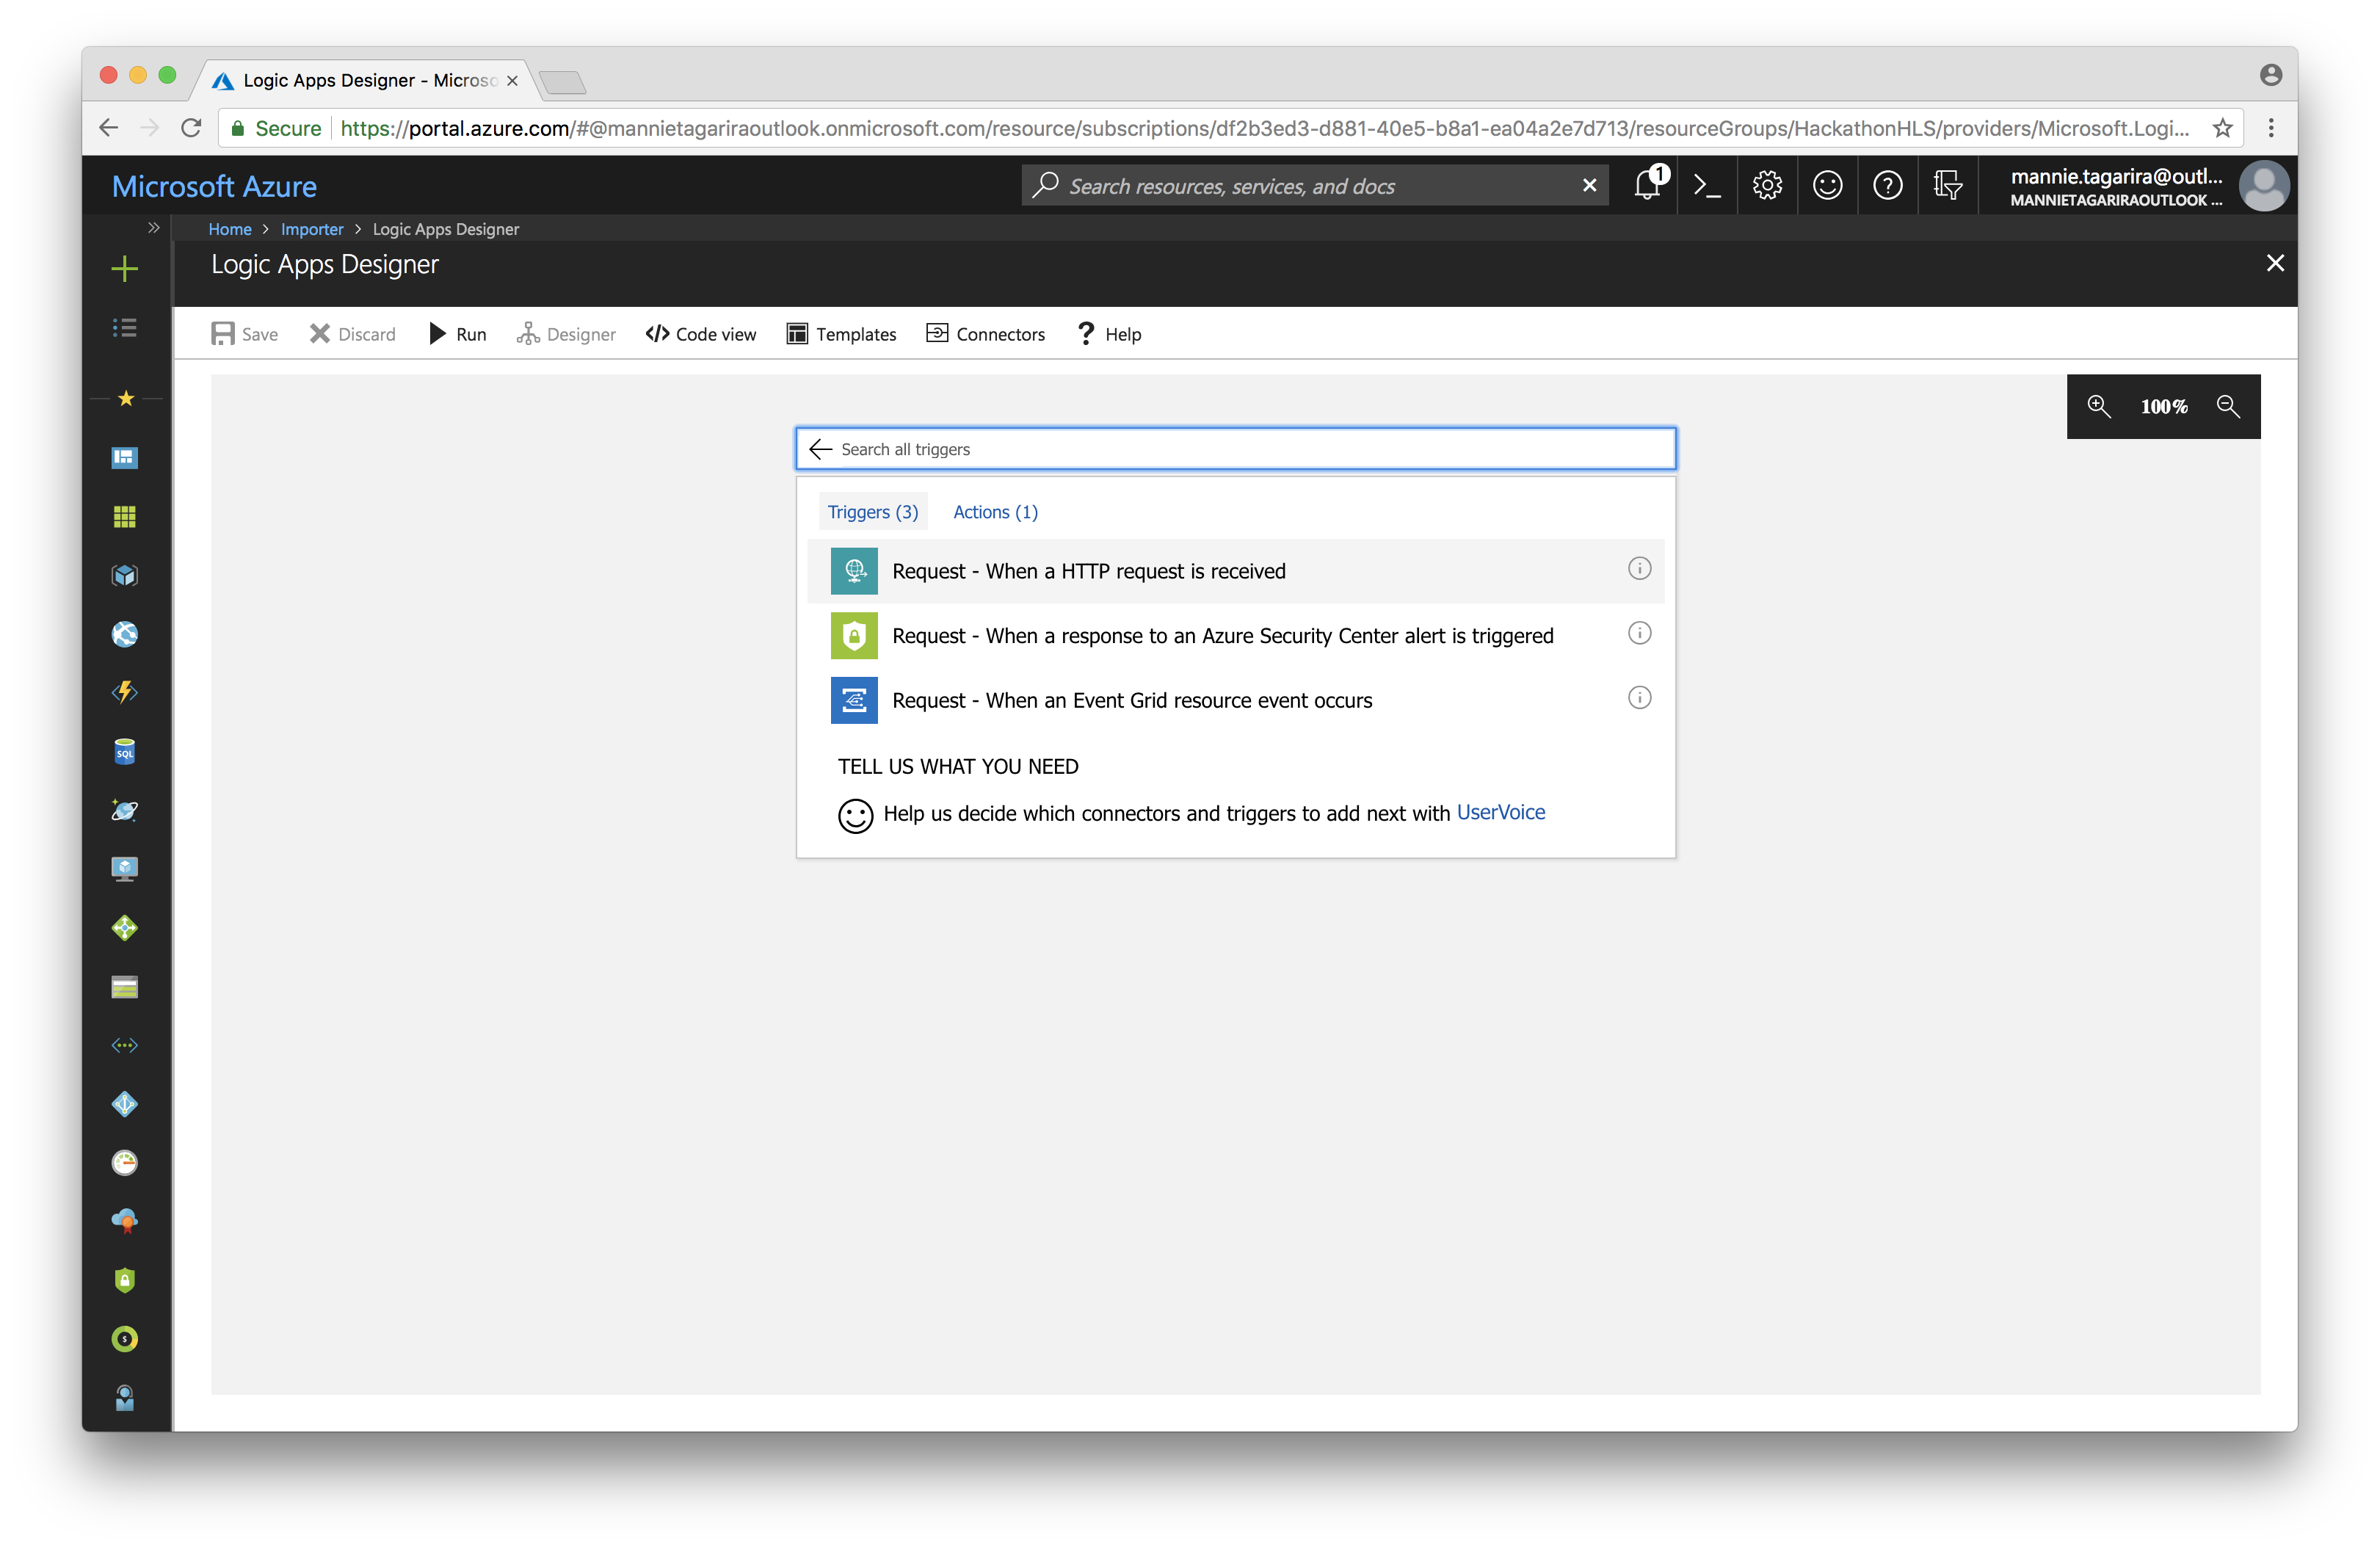 Logic Apps Designer - Microso
Secure https://portal.azure.com/#@mannietagariraoutlook.onmicrosoft.com/resource/subscriptions/df2b3ed3-d881-40e5-b8a1-ea04a2e7d713/resourceGroups/HackathonHLS/providers/Microsoft.Logi...
Microsoft Azure
Search resources, services, and docs
1
mannie.tagarira@outl...
MANNIETAGARIRAOUTLOOK ...
Home > Importer > Logic Apps Designer
Logic Apps Designer
Save Discard Run Designer Code view Templates Connectors Help
100%
Search all triggers
Triggers (3) Actions (1)
Request - When a HTTP request is received
Request - When a response to an Azure Security Center alert is triggered
Request - When an Event Grid resource event occurs
TELL US WHAT YOU NEED
Help us decide which connectors and triggers to add next with UserVoice
SQL